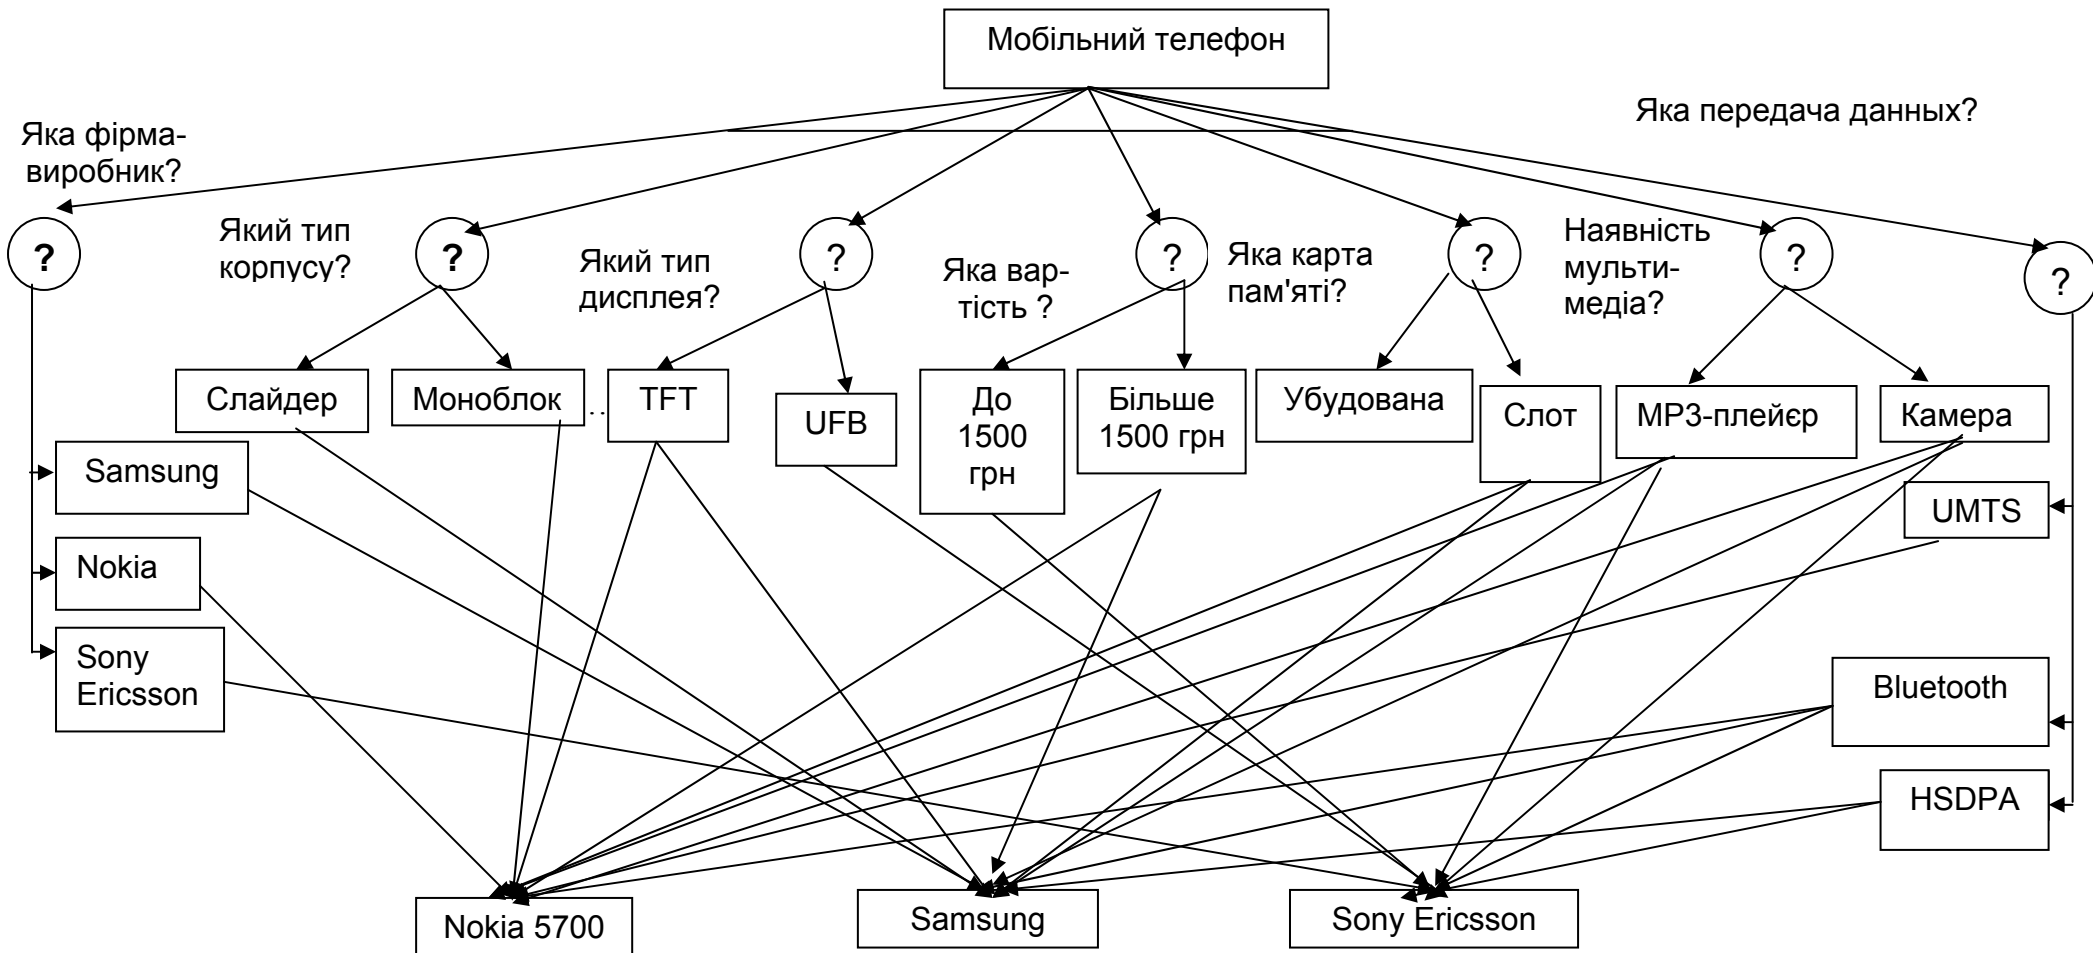 Мобільний телефон
Яка передача данных?
Яка фірма-
виробник?
?
Який тип
корпусу?
?
Який тип
дисплея?
?
Яка вар-
тість ?
?
Яка карта
пам'яті?
?
Наявність
мульти-
медіа?
?
?
Слайдер
Моноблок
..
TFT
UFB
До
1500
грн
Більше
1500 грн
Убудована
Слот
MP3-плейєр
Камера
Samsung
Nokia
Sony
Ericsson
UMTS
Bluetooth
HSDPA
Nokia 5700
Samsung
Sony Ericsson